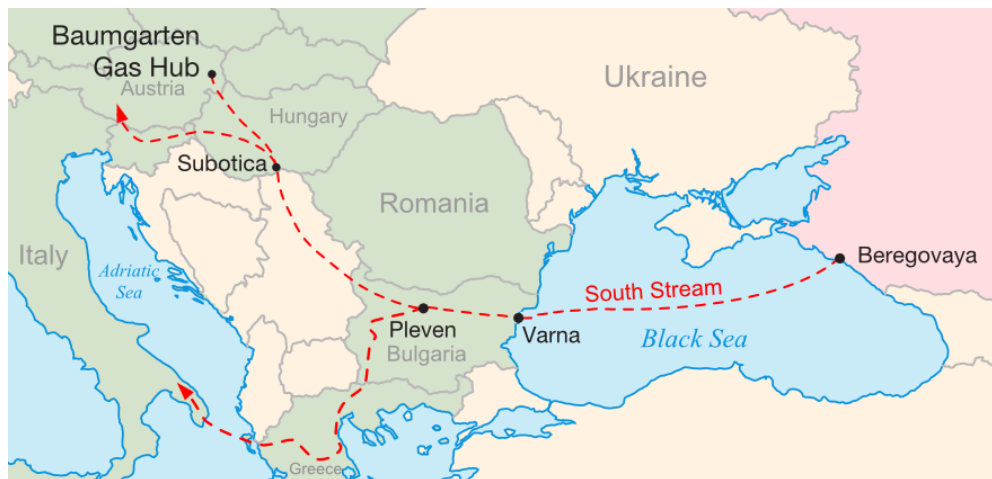 Baumgarten
Gas Hub
Austria
Ukraine
Hungary
Subotica
Romania
Italy
Adriatic
Sea
Beregovaya
South Stream
Pleven
Varna
Black Sea
Bulgaria
Greece